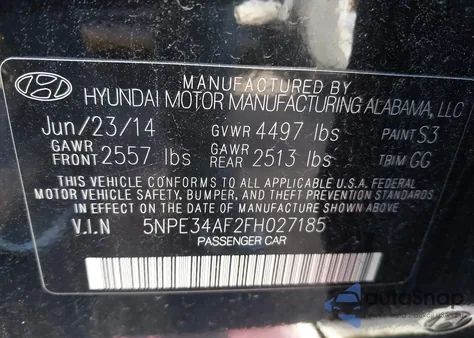 MANUFACTURED BY
HYUNDAI MOTOR MANUFACTURING ALABAMA, LLC
Jun/23/14 GVWR 4497 lbs PAINT S3
GAWR FRONT 2557 lbs GAWR REAR 2513 lbs TRIM GG
THIS VEHICLE CONFORMS TO ALL APPLICABLE U.S.A. FEDERAL
MOTOR VEHICLE SAFETY, BUMPER, AND THEFT PREVENTION STANDARDS
IN EFFECT ON THE DATE OF MANUFACTURE SHOWN ABOVE.
V.I.N 5NPE34AF2FH027185
PASSENGER CAR
autoSnap